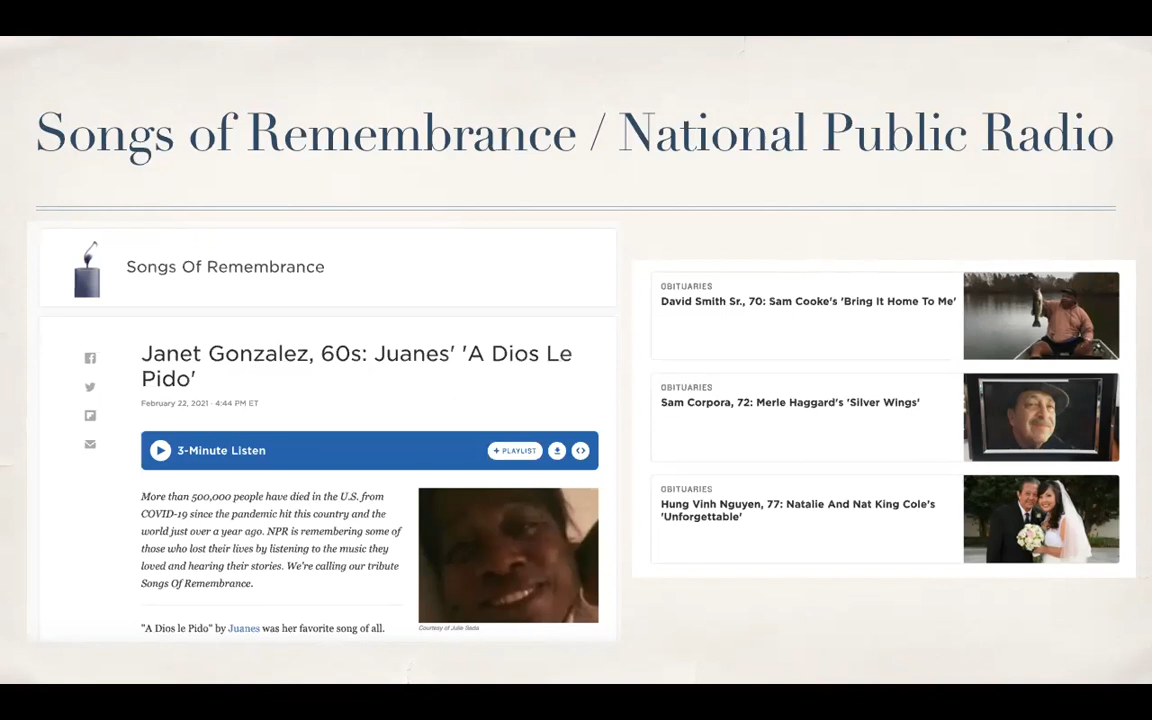 Songs of Remembrance / National Public Radio
Songs Of Remembrance
Janet Gonzalez, 60s: Juanes' 'A Dios Le
Pido'
February 22, 2021 · 4:44 PM ET
3-Minute Listen
+ PLAYLIST
More than 500,000 people have died in the U.S. from
COVID-19 since the pandemic hit this country and the
world just over a year ago. NPR is remembering some of
those who lost their lives by listening to the music they
loved and hearing their stories. We're calling our tribute
Songs Of Remembrance.
"A Dios le Pido" by Juanes was her favorite song of all.
Courtesy of Julie Seda
OBITUARIES
David Smith Sr., 70: Sam Cooke's 'Bring It Home To Me'
OBITUARIES
Sam Corpora, 72: Merle Haggard's 'Silver Wings'
OBITUARIES
Hung Vinh Nguyen, 77: Natalie And Nat King Cole's
'Unforgettable'